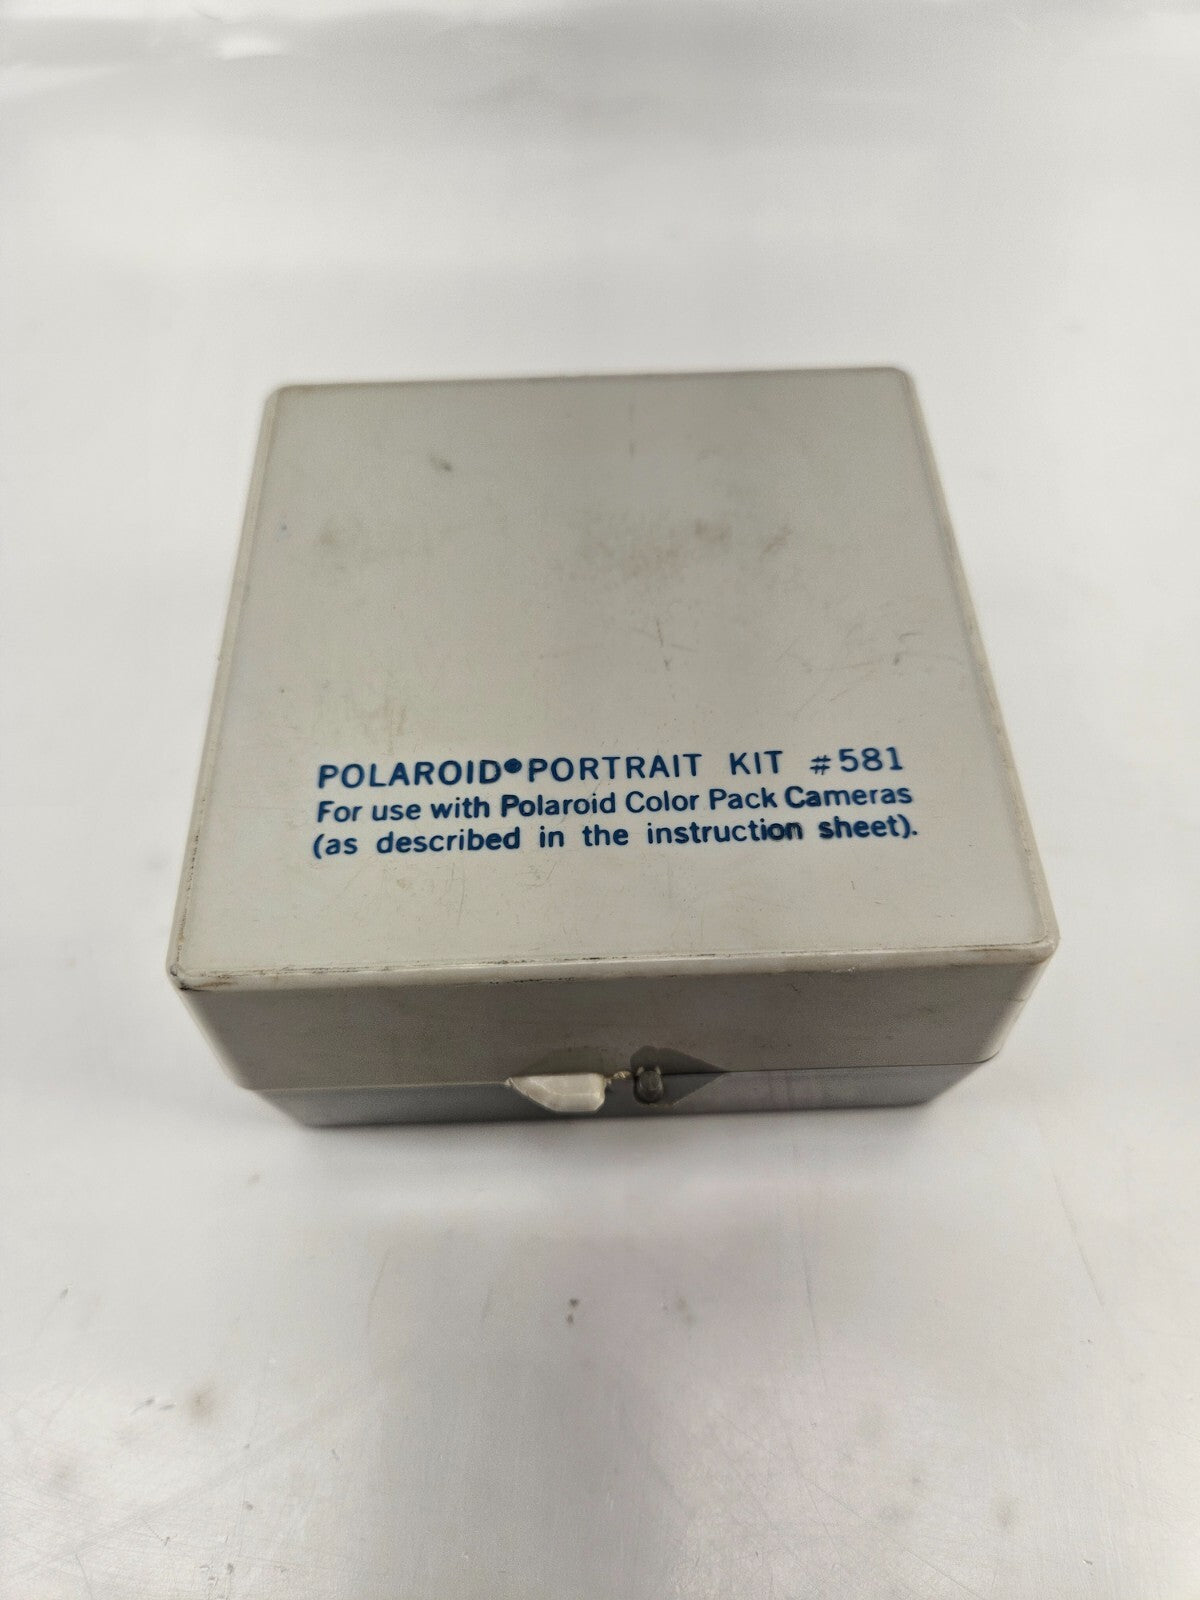 POLAROID® PORTRAIT KIT #581
For use with Polaroid Color Pack Cameras
(as described in the instruction sheet).